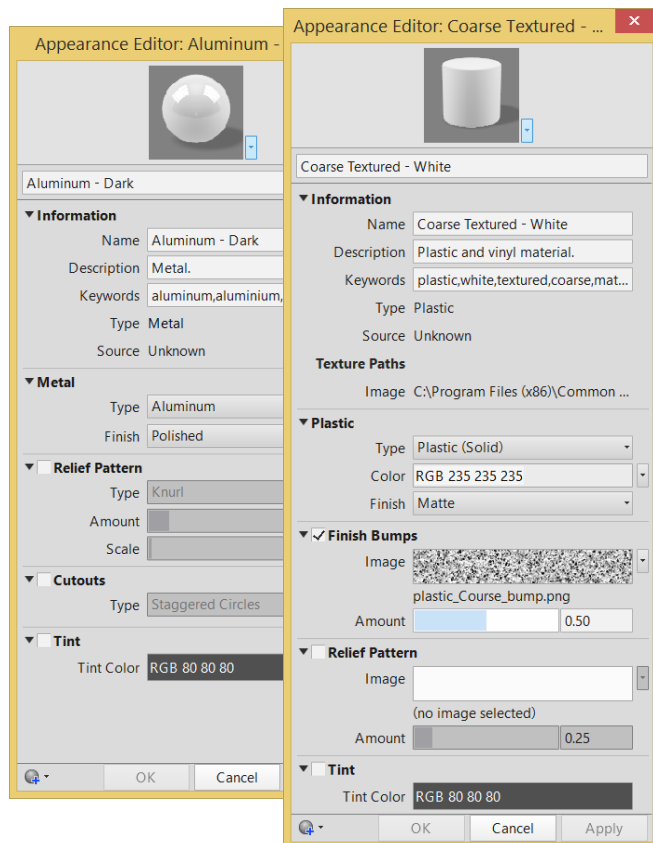 Appearance Editor: Aluminum -
Aluminum - Dark
Information
Name Aluminum - Dark
Description Metal.
Keywords aluminum,aluminium,
Type Metal
Source Unknown
Metal
Type Aluminum
Finish Polished
Relief Pattern
Type Knurl
Amount
Scale
Cutouts
Type Staggered Circles
Tint
Tint Color RGB 80 80 80
OK Cancel
Appearance Editor: Coarse Textured - ...
Coarse Textured - White
Information
Name Coarse Textured - White
Description Plastic and vinyl material.
Keywords plastic,white,textured,coarse,mat...
Type Plastic
Source Unknown
Texture Paths
Image C:\Program Files (x86)\Common ...
Plastic
Type Plastic (Solid)
Color RGB 235 235 235
Finish Matte
Finish Bumps
Image
plastic_Course_bump.png
Amount 0.50
Relief Pattern
Image
(no image selected)
Amount 0.25
Tint
Tint Color RGB 80 80 80
OK Cancel Apply